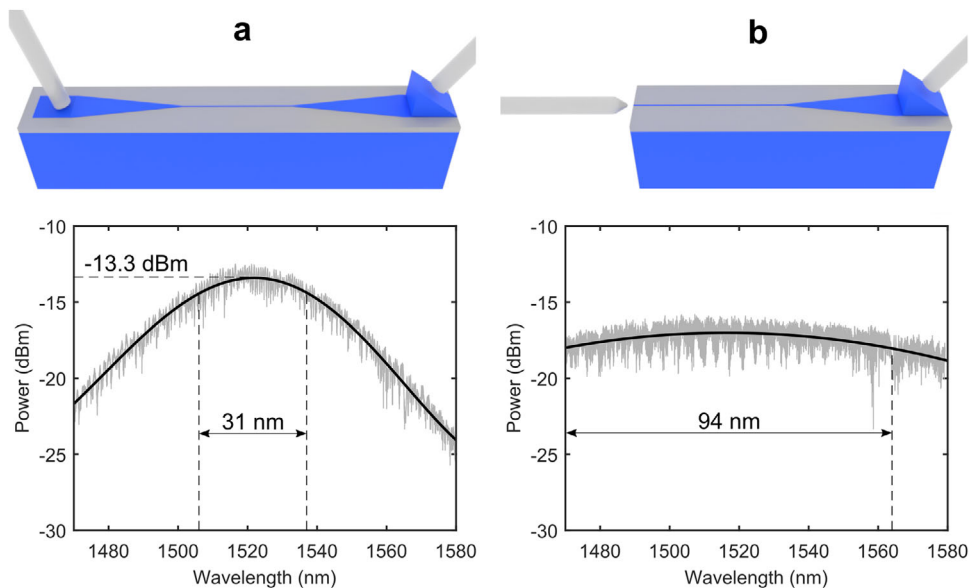 a
b
-10
-15
-20
-25
-30
Power (dBm)
-13.3 dBm
31 nm
1480 1500 1520 1540 1560 1580
Wavelength (nm)
-10
-15
-20
-25
-30
Power (dBm)
94 nm
1480 1500 1520 1540 1560 1580
Wavelength (nm)